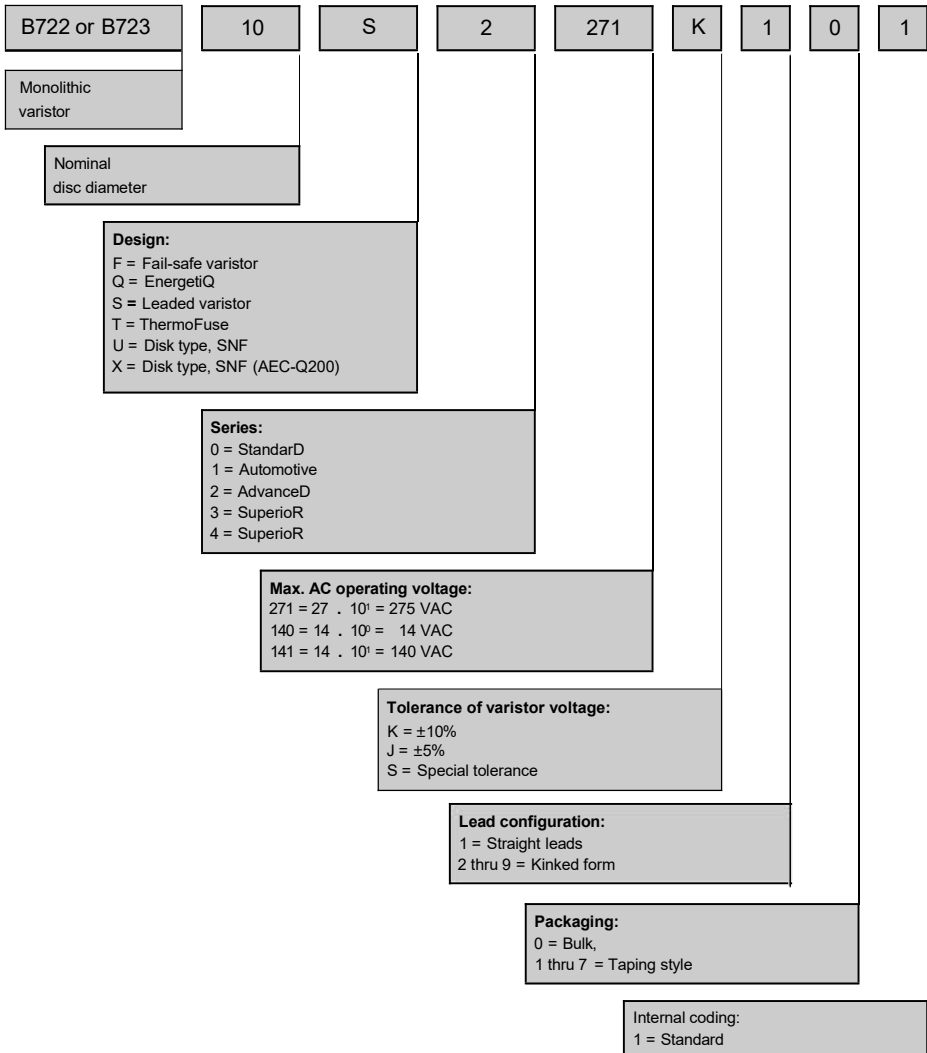 B722 or B723 10 S 2 271 K 1 0 1
Monolithic
varistor
Nominal
disc diameter
Design:
F = Fail-safe varistor
Q = EnergetiQ
S = Leaded varistor
T = ThermoFuse
U = Disk type, SNF
X = Disk type, SNF (AEC-Q200)
Series:
0 = StandarD
1 = Automotive
2 = AdvanceD
3 = SuperioR
4 = SuperioR
Max. AC operating voltage:
271 = 27 . 10¹ = 275 VAC
140 = 14 . 10⁰ = 14 VAC
141 = 14 . 10¹ = 140 VAC
Tolerance of varistor voltage:
K = ±10%
J = ±5%
S = Special tolerance
Lead configuration:
1 = Straight leads
2 thru 9 = Kinked form
Packaging:
0 = Bulk,
1 thru 7 = Taping style
Internal coding:
1 = Standard